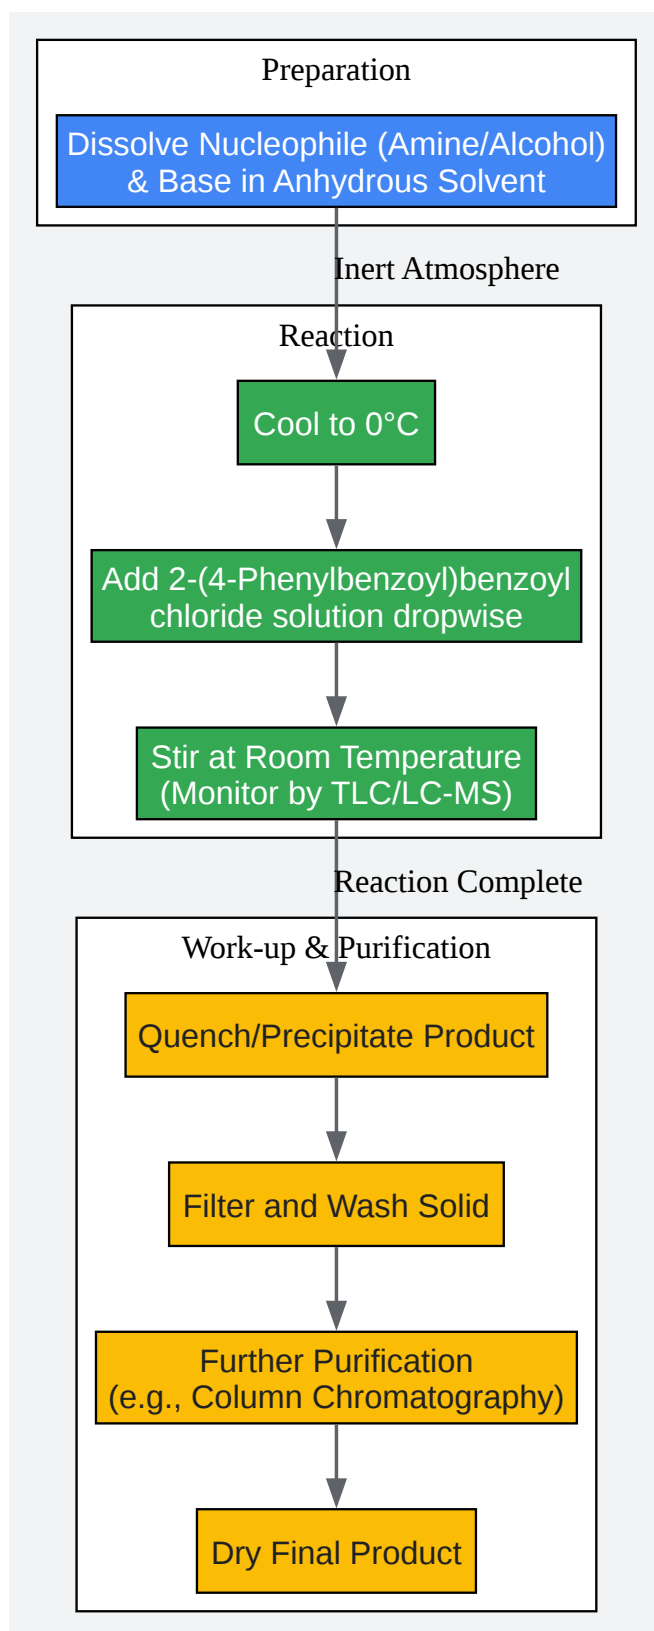 Preparation
Dissolve Nucleophile (Amine/Alcohol)
& Base in Anhydrous Solvent
Inert Atmosphere
Reaction
Cool to 0°C
Add 2-(4-Phenylbenzoyl)benzoyl
chloride solution dropwise
Stir at Room Temperature
(Monitor by TLC/LC-MS)
Reaction Complete
Work-up & Purification
Quench/Precipitate Product
Filter and Wash Solid
Further Purification
(e.g., Column Chromatography)
Dry Final Product